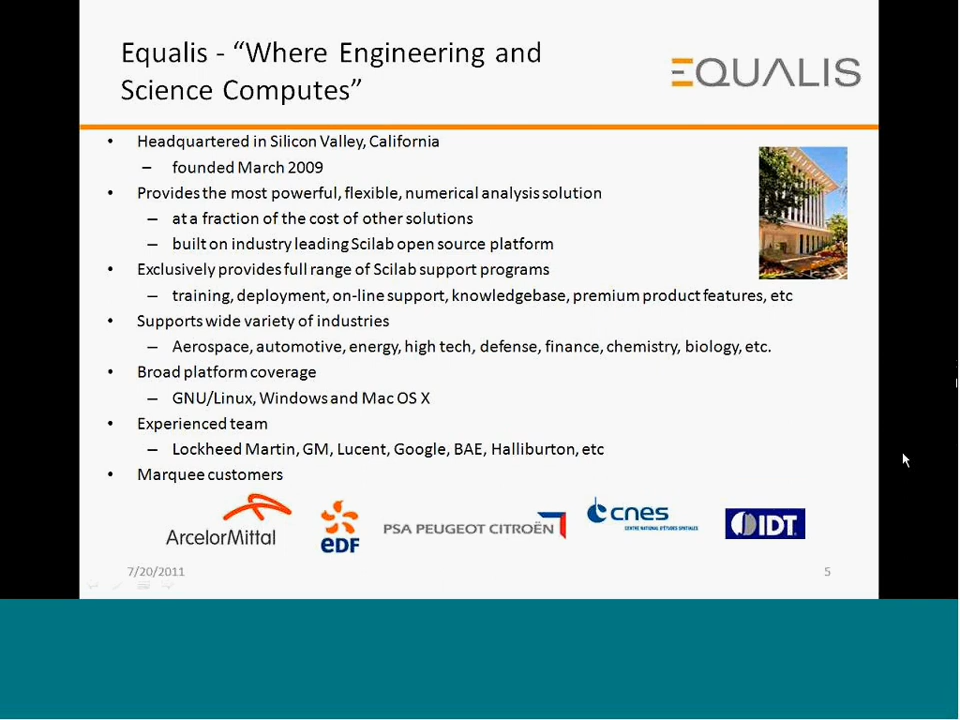 Equalis - “Where Engineering and
Science Computes”
EQUALIS
• Headquartered in Silicon Valley, California
– founded March 2009
• Provides the most powerful, flexible, numerical analysis solution
– at a fraction of the cost of other solutions
– built on industry leading Scilab open source platform
• Exclusively provides full range of Scilab support programs
– training, deployment, on-line support, knowledgebase, premium product features, etc
• Supports wide variety of industries
– Aerospace, automotive, energy, high tech, defense, finance, chemistry, biology, etc.
• Broad platform coverage
– GNU/Linux, Windows and Mac OS X
• Experienced team
– Lockheed Martin, GM, Lucent, Google, BAE, Halliburton, etc
• Marquee customers
ArcelorMittal
eDF
PSA PEUGEOT CITROËN
cnes
CENTRE NATIONAL D'ÉTUDES SPATIALES
IDT
7/20/2011
5